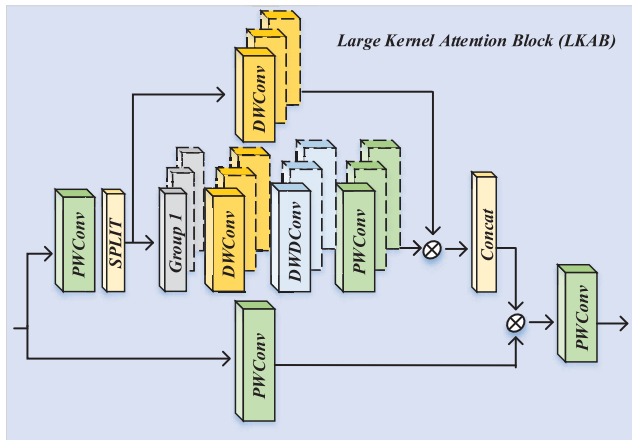 Large Kernel Attention Block (LKAB)
DWConv
PWConv
SPLIT
Group 1
DWConv
DWDConv
PWConv
Concat
PWConv
PWConv